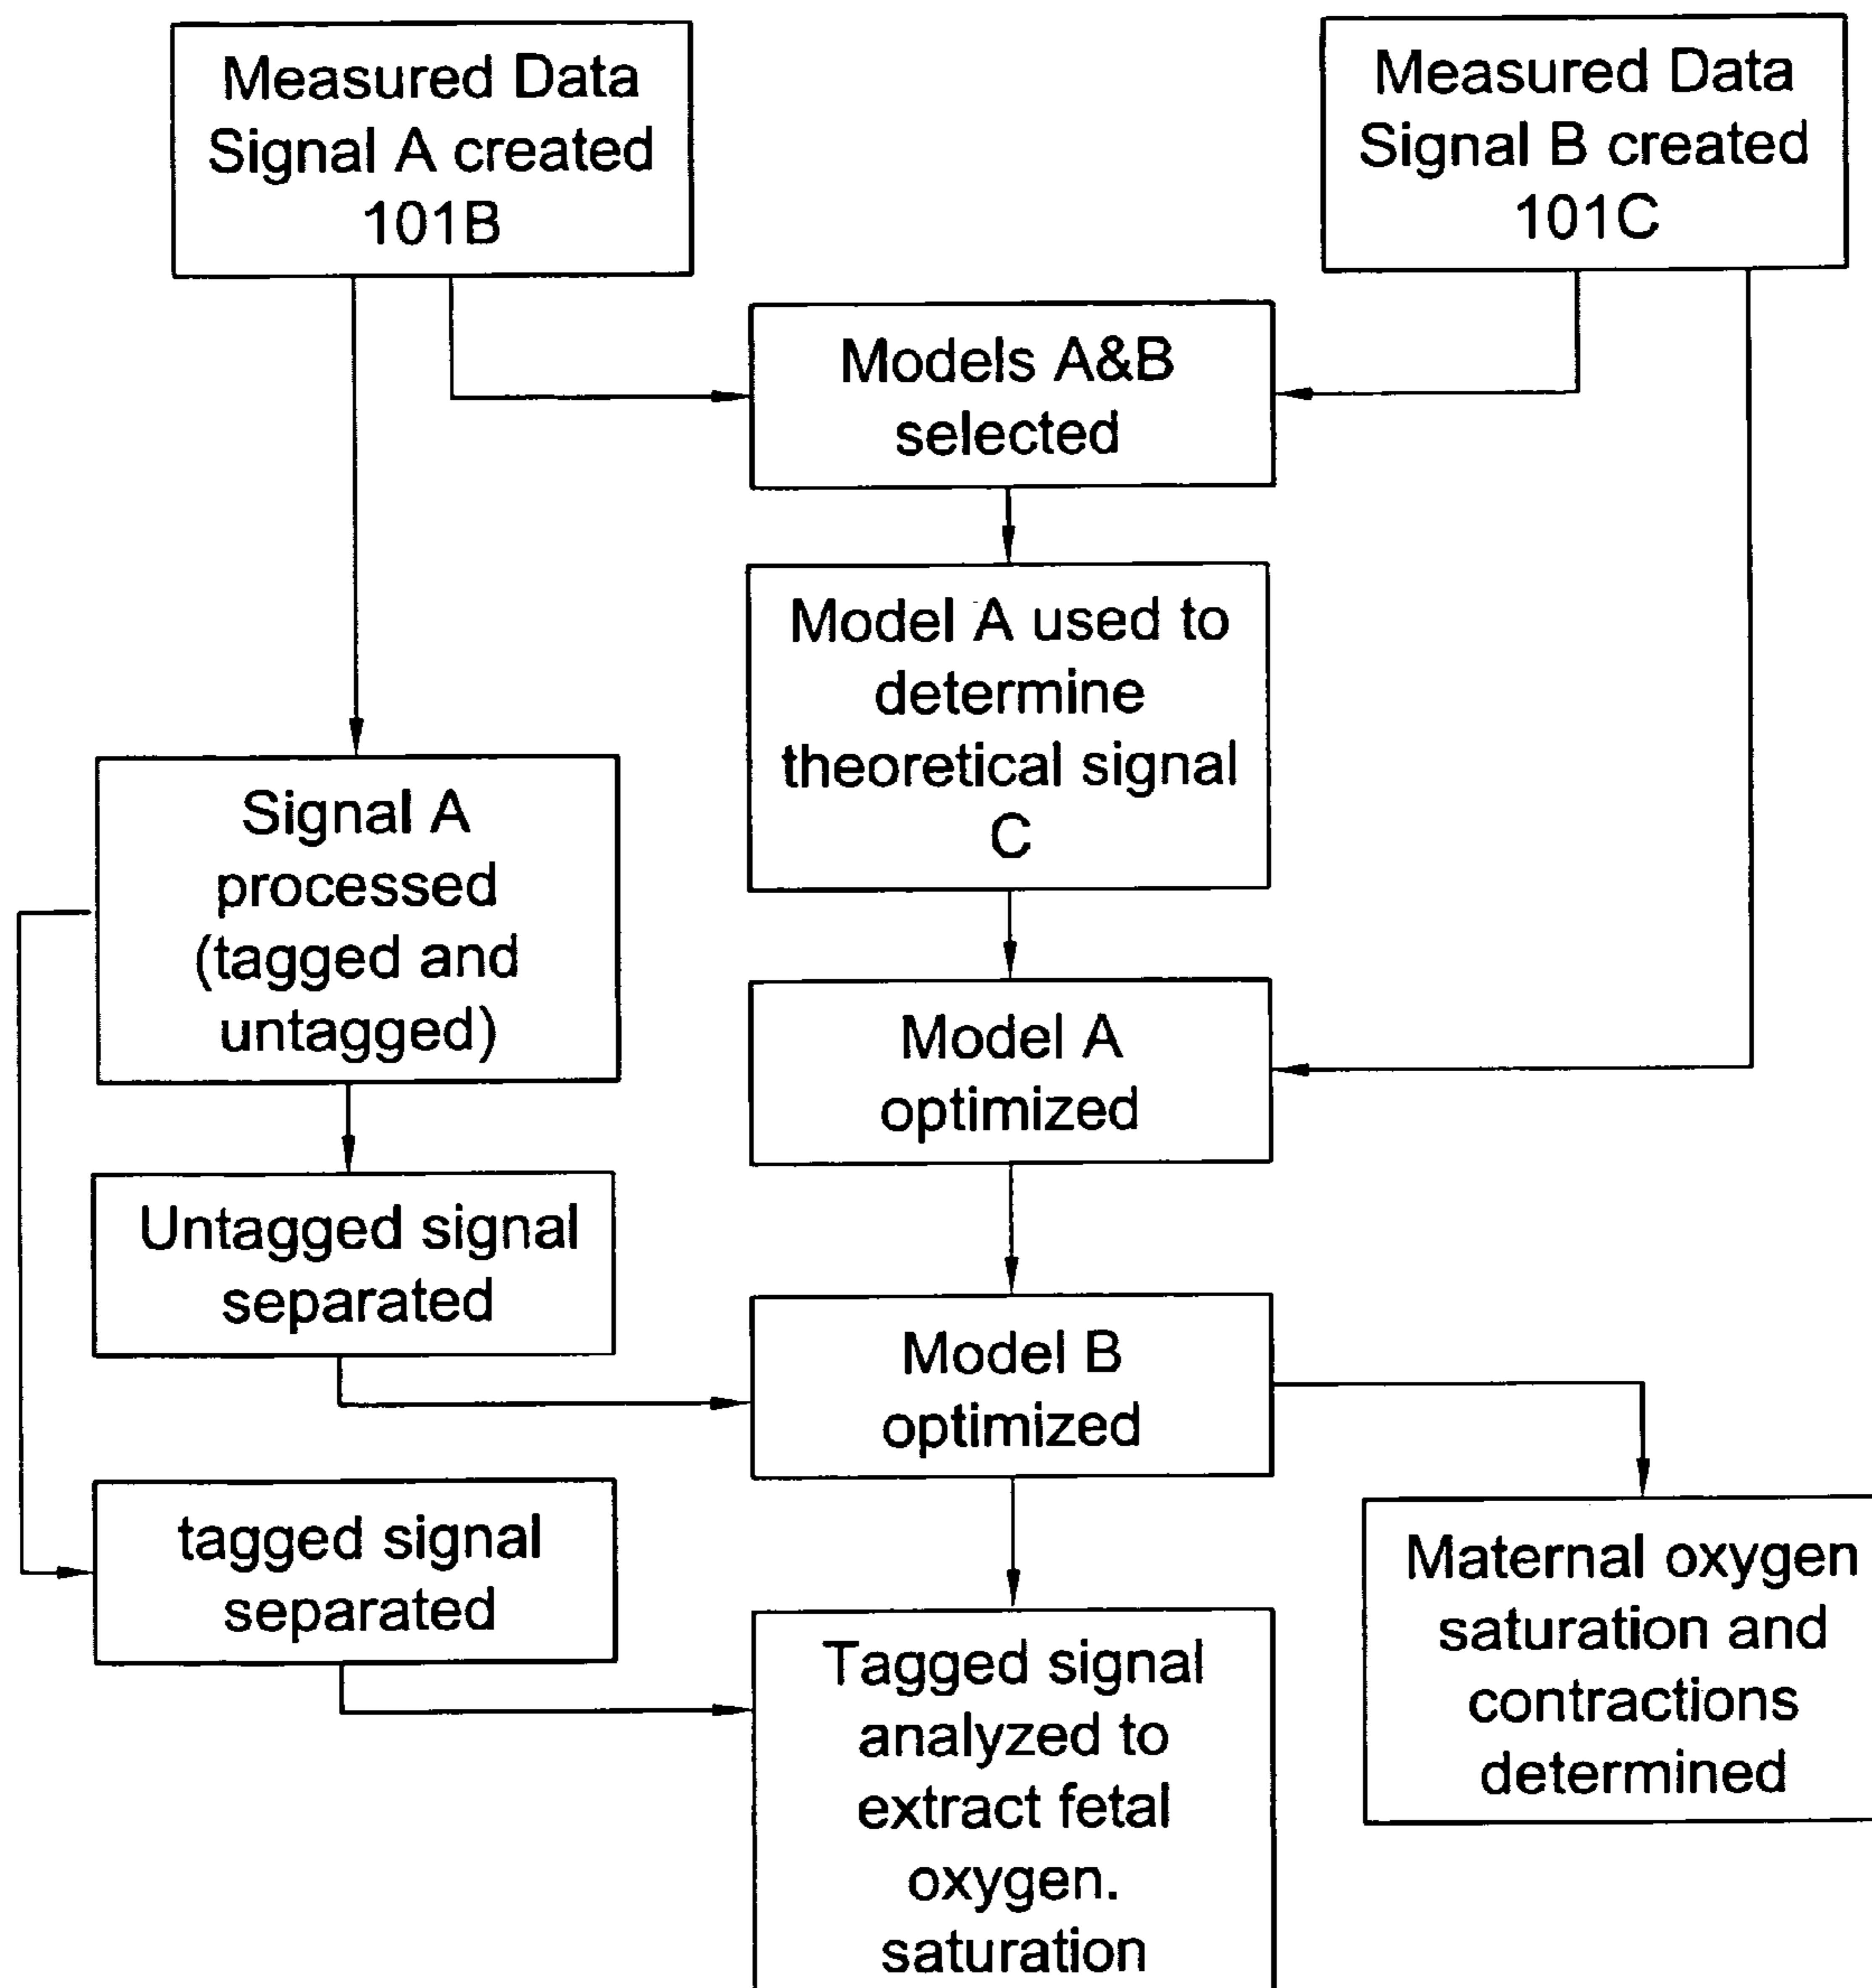 Measured Data
Signal A created
101B
Measured Data
Signal B created
101C
Models A&B
selected
Model A used to
determine
theoretical signal
C
Signal A
processed
(tagged and
untagged)
Model A
optimized
Untagged signal
separated
Model B
optimized
tagged signal
separated
Maternal oxygen
saturation and
contractions
determined
Tagged signal
analyzed to
extract fetal
oxygen.
saturation